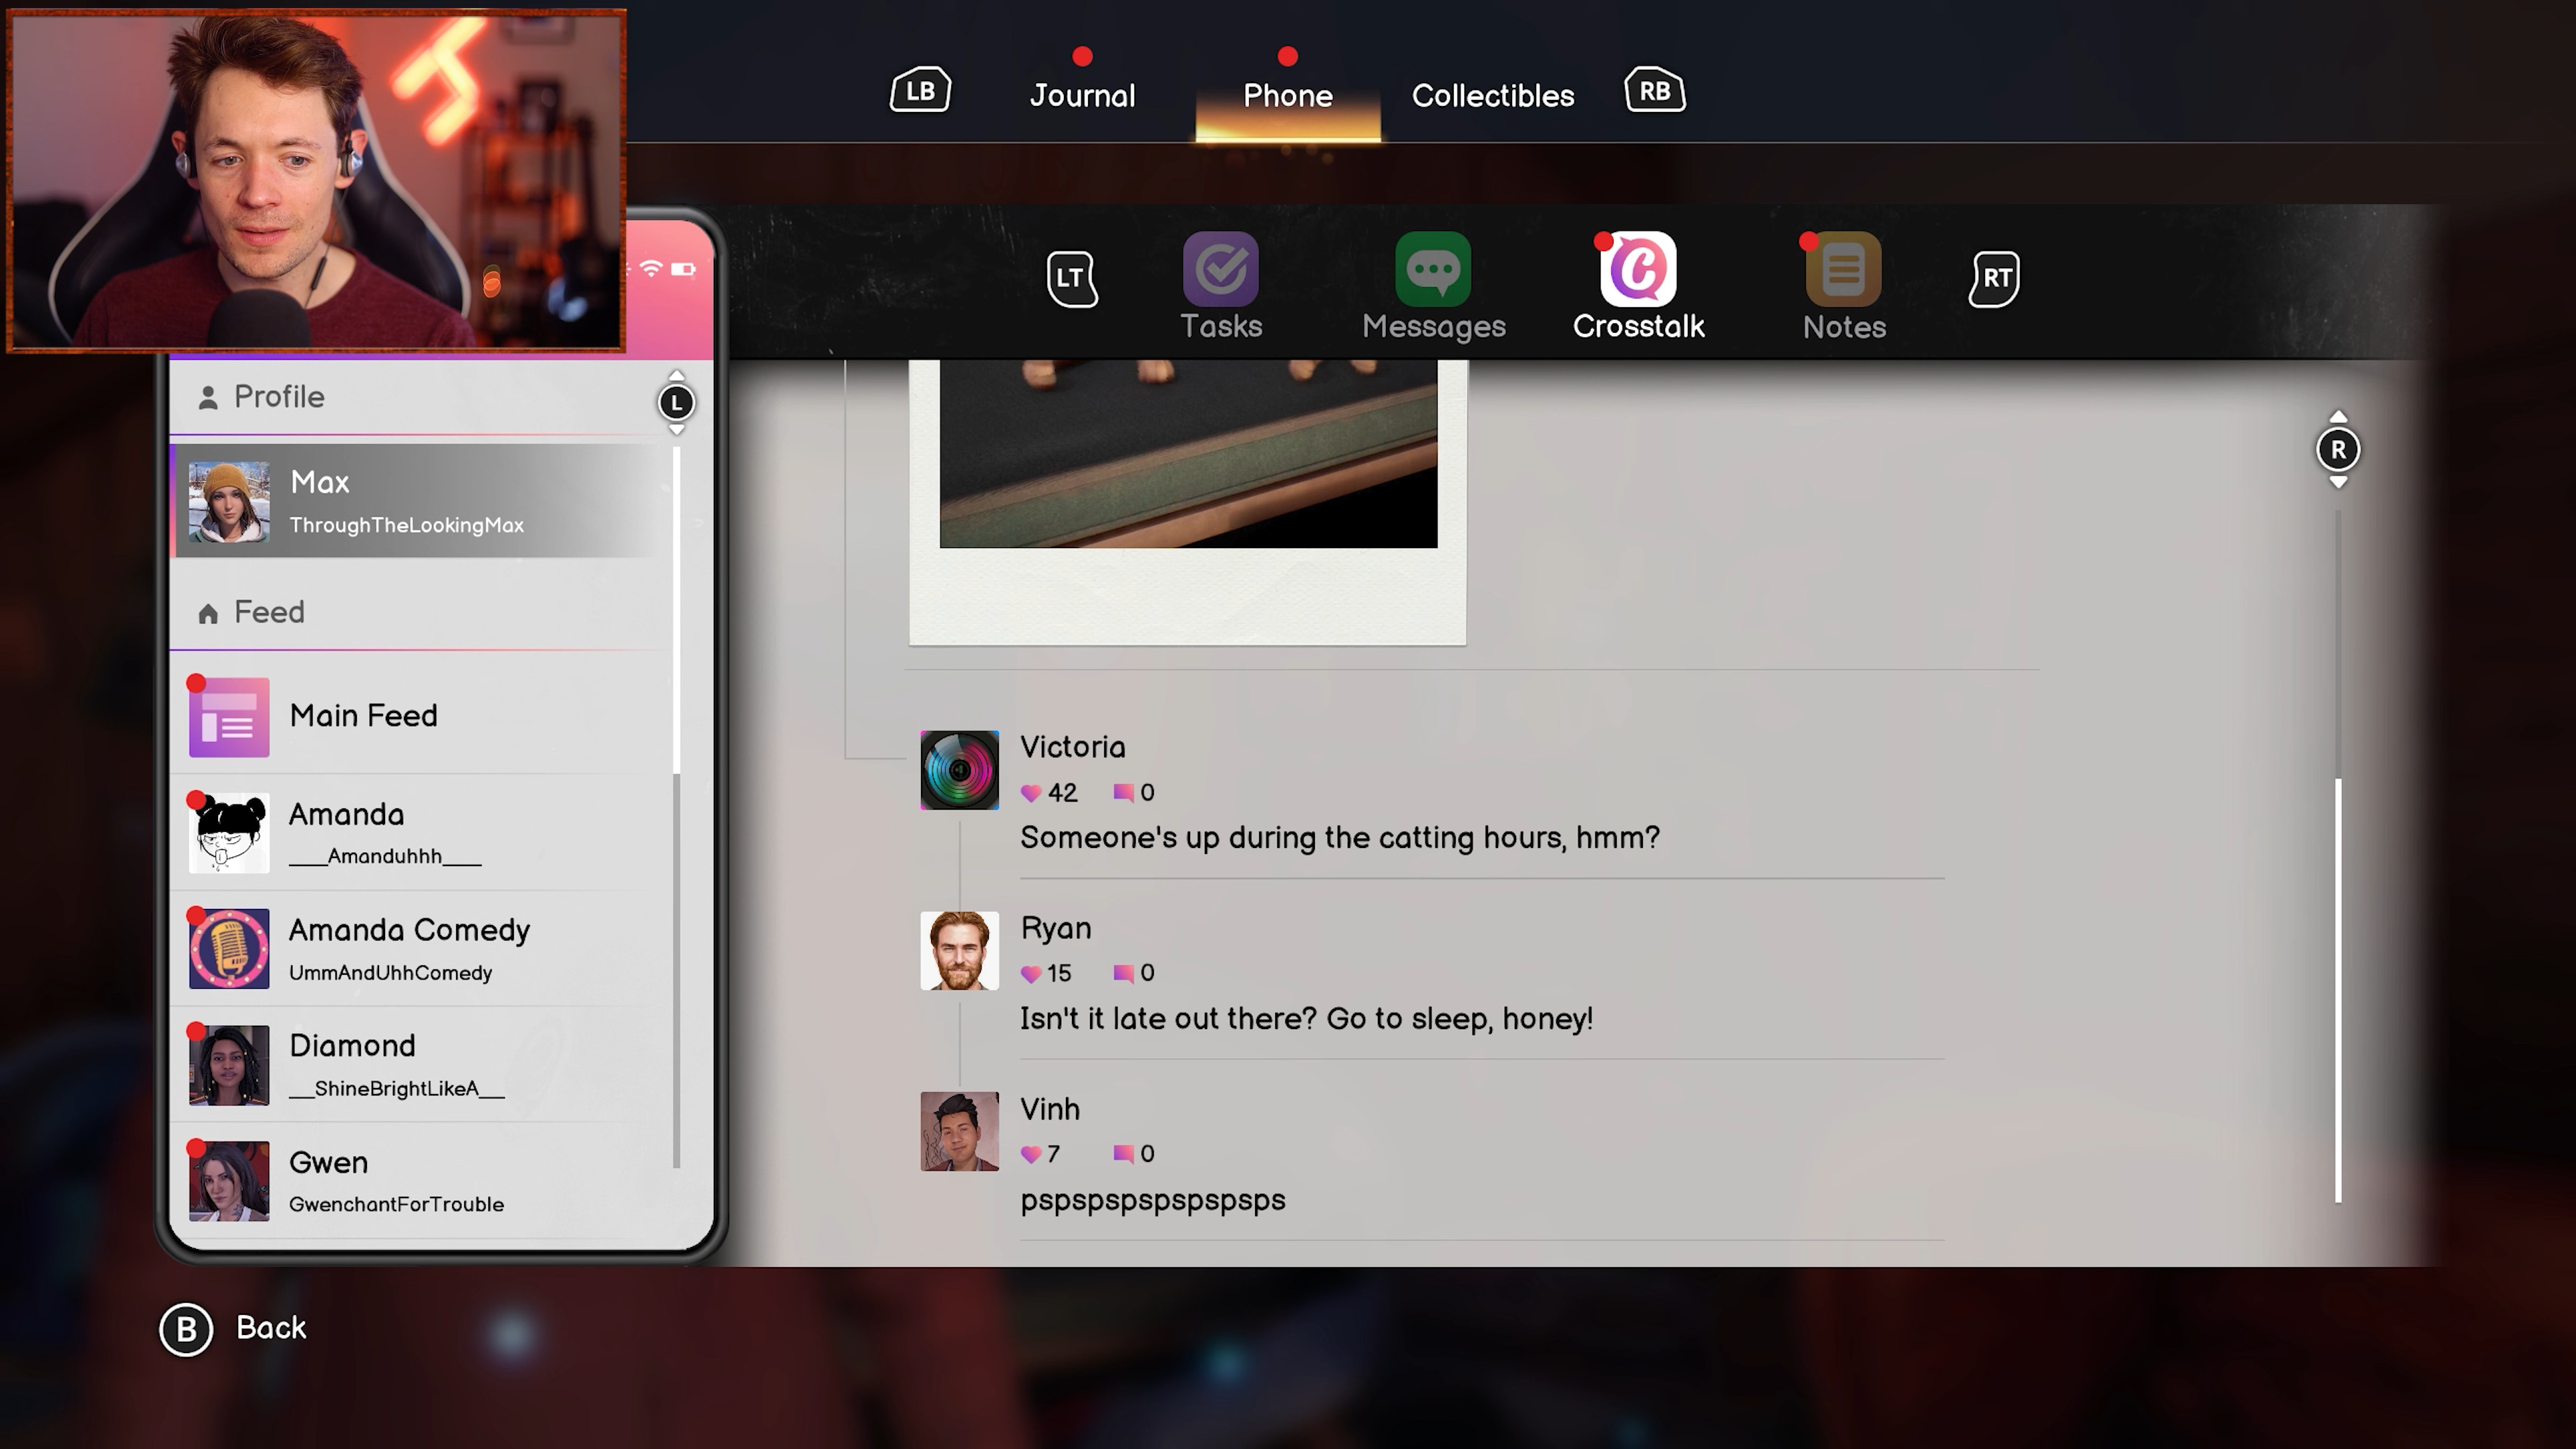 LB
Journal
Phone
Collectibles
RB
LT
Tasks
Messages
Crosstalk
Notes
RT
Profile
L
Max
ThroughTheLookingMax
Feed
Main Feed
Amanda
____Amanduhhh____
Amanda Comedy
UmmAndUhhComedy
Diamond
__ShineBrightLikeA__
Gwen
GwenchantForTrouble
R
Victoria
42 0
Someone's up during the catting hours, hmm?
Ryan
15 0
Isn't it late out there? Go to sleep, honey!
Vinh
7 0
pspspspspspspsps
B Back